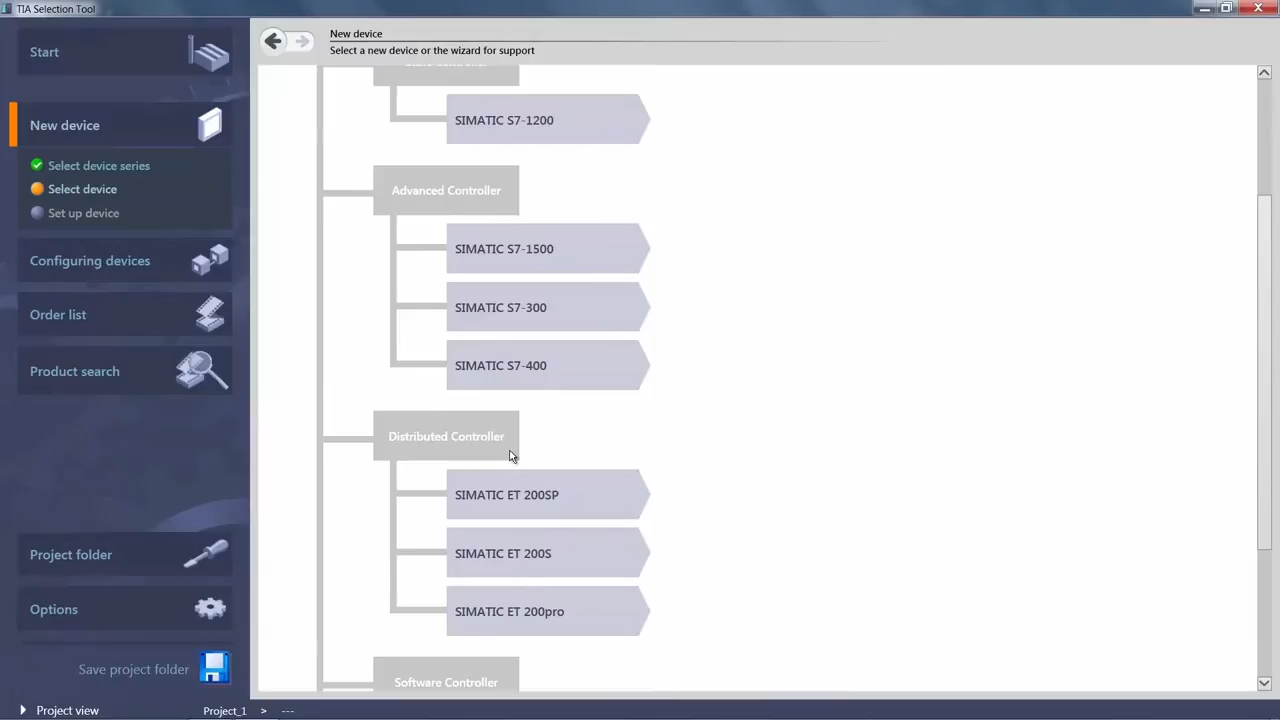 TIA Selection Tool
Start
New device
Select device series
Select device
Set up device
Configuring devices
Order list
Product search
Project folder
Options
Save project folder
Project view
New device
Select a new device or the wizard for support
SIMATIC S7-1200
Advanced Controller
SIMATIC S7-1500
SIMATIC S7-300
SIMATIC S7-400
Distributed Controller
SIMATIC ET 200SP
SIMATIC ET 200S
SIMATIC ET 200pro
Software Controller
Project_1 > ---